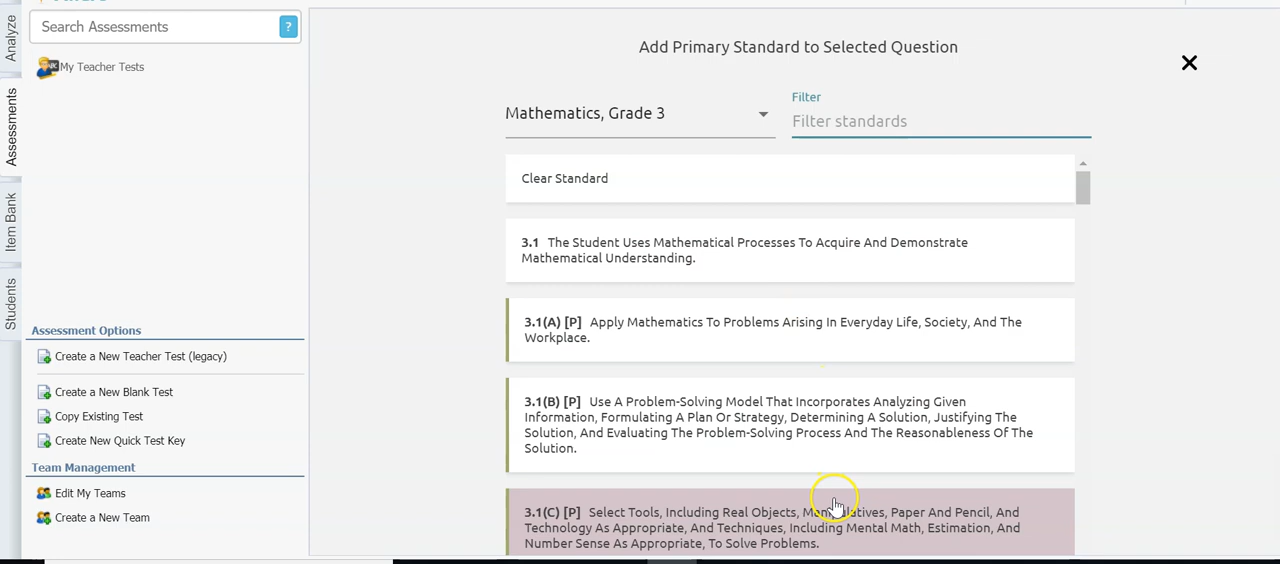 Search Assessments
?
My Teacher Tests
Analyze
Assessments
Item Bank
Students
Assessment Options
Create a New Teacher Test (legacy)
Create a New Blank Test
Copy Existing Test
Create New Quick Test Key
Team Management
Edit My Teams
Create a New Team
Add Primary Standard to Selected Question
Mathematics, Grade 3
Filter
Filter standards
Clear Standard
3.1 The Student Uses Mathematical Processes To Acquire And Demonstrate
Mathematical Understanding.
3.1(A) [P] Apply Mathematics To Problems Arising In Everyday Life, Society, And The
Workplace.
3.1(B) [P] Use A Problem-Solving Model That Incorporates Analyzing Given
Information, Formulating A Plan Or Strategy, Determining A Solution, Justifying The
Solution, And Evaluating The Problem-Solving Process And The Reasonableness Of The
Solution.
3.1(C) [P] Select Tools, Including Real Objects, Manipulatives, Paper And Pencil, And
Technology As Appropriate, And Techniques, Including Mental Math, Estimation, And
Number Sense As Appropriate, To Solve Problems.